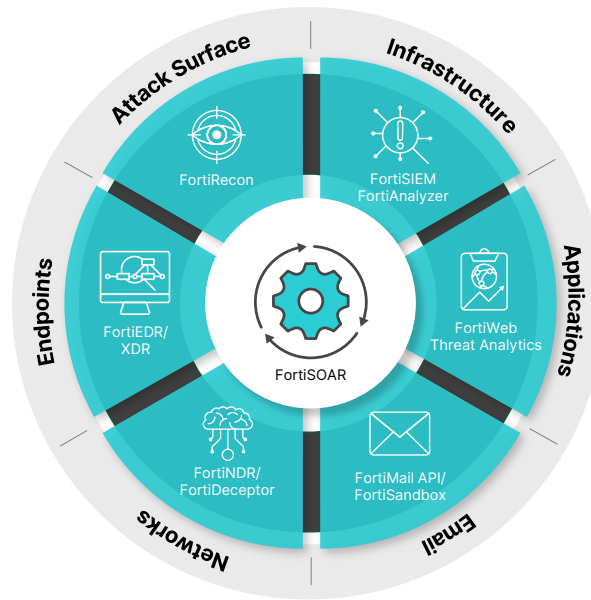 Attack Surface
Infrastructure
FortiRecon
FortiSIEM
FortiAnalyzer
Endpoints
FortiEDR/
XDR
FortiSOAR
FortiWeb
Threat Analytics
Applications
FortiNDR/
FortiDeceptor
FortiMail API/
FortiSandbox
Networks
Email